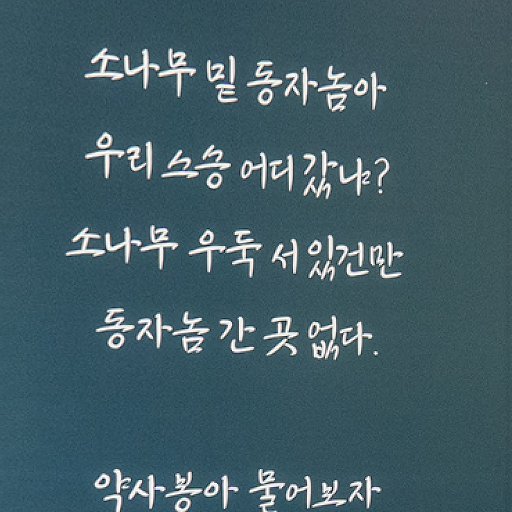 소나무 밑 동자놈아
우리 스승 어디 갔냐?
소나무 우둑 서 있건만
동자놈 간 곳 없다.
약사봉아 물어보자